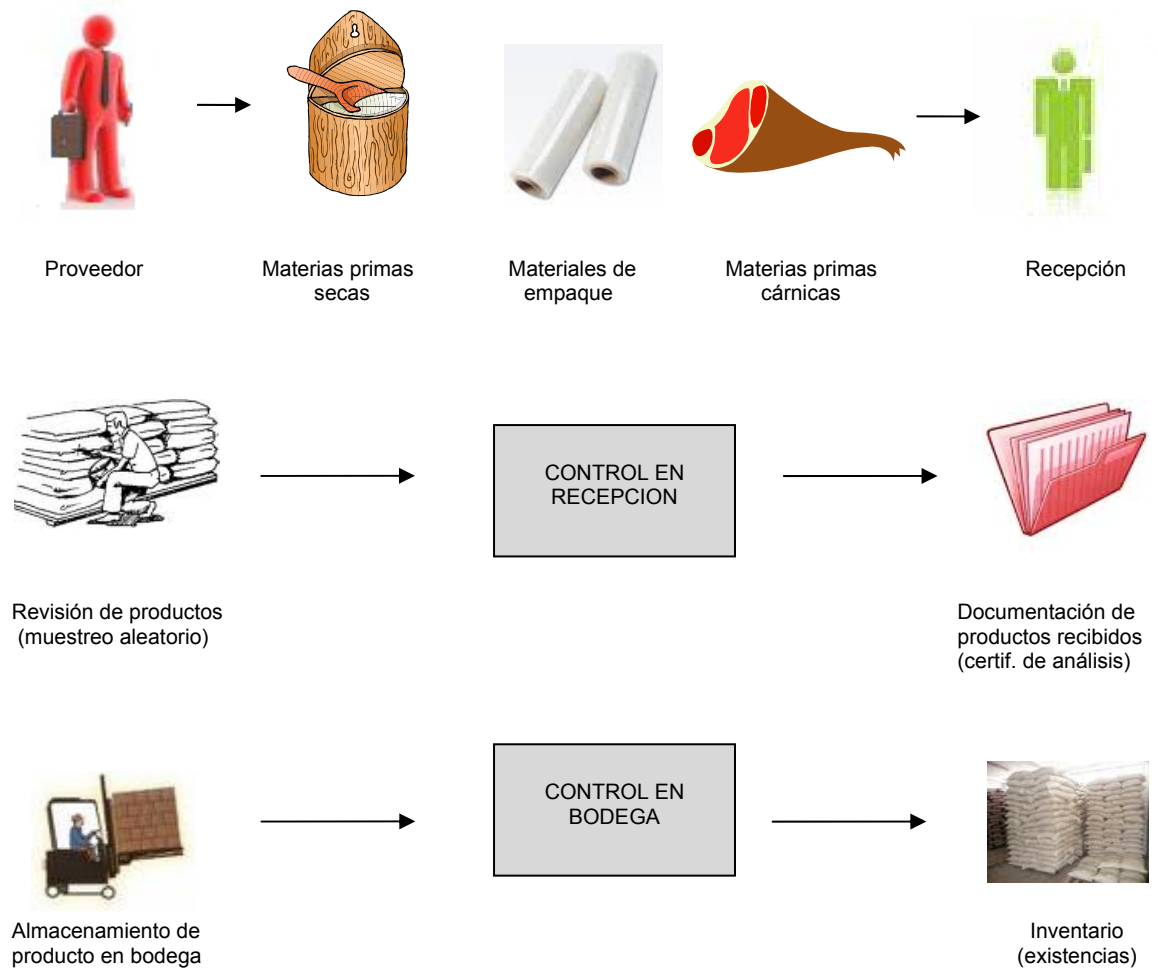 Proveedor
Materias primas
secas
Materiales de
empaque
Materias primas
cárnicas
Recepción
CONTROL EN
RECEPCION
Revisión de productos
(muestreo aleatorio)
Documentación de
productos recibidos
(certif. de análisis)
CONTROL EN
BODEGA
Almacenamiento de
producto en bodega
Inventario
(existencias)